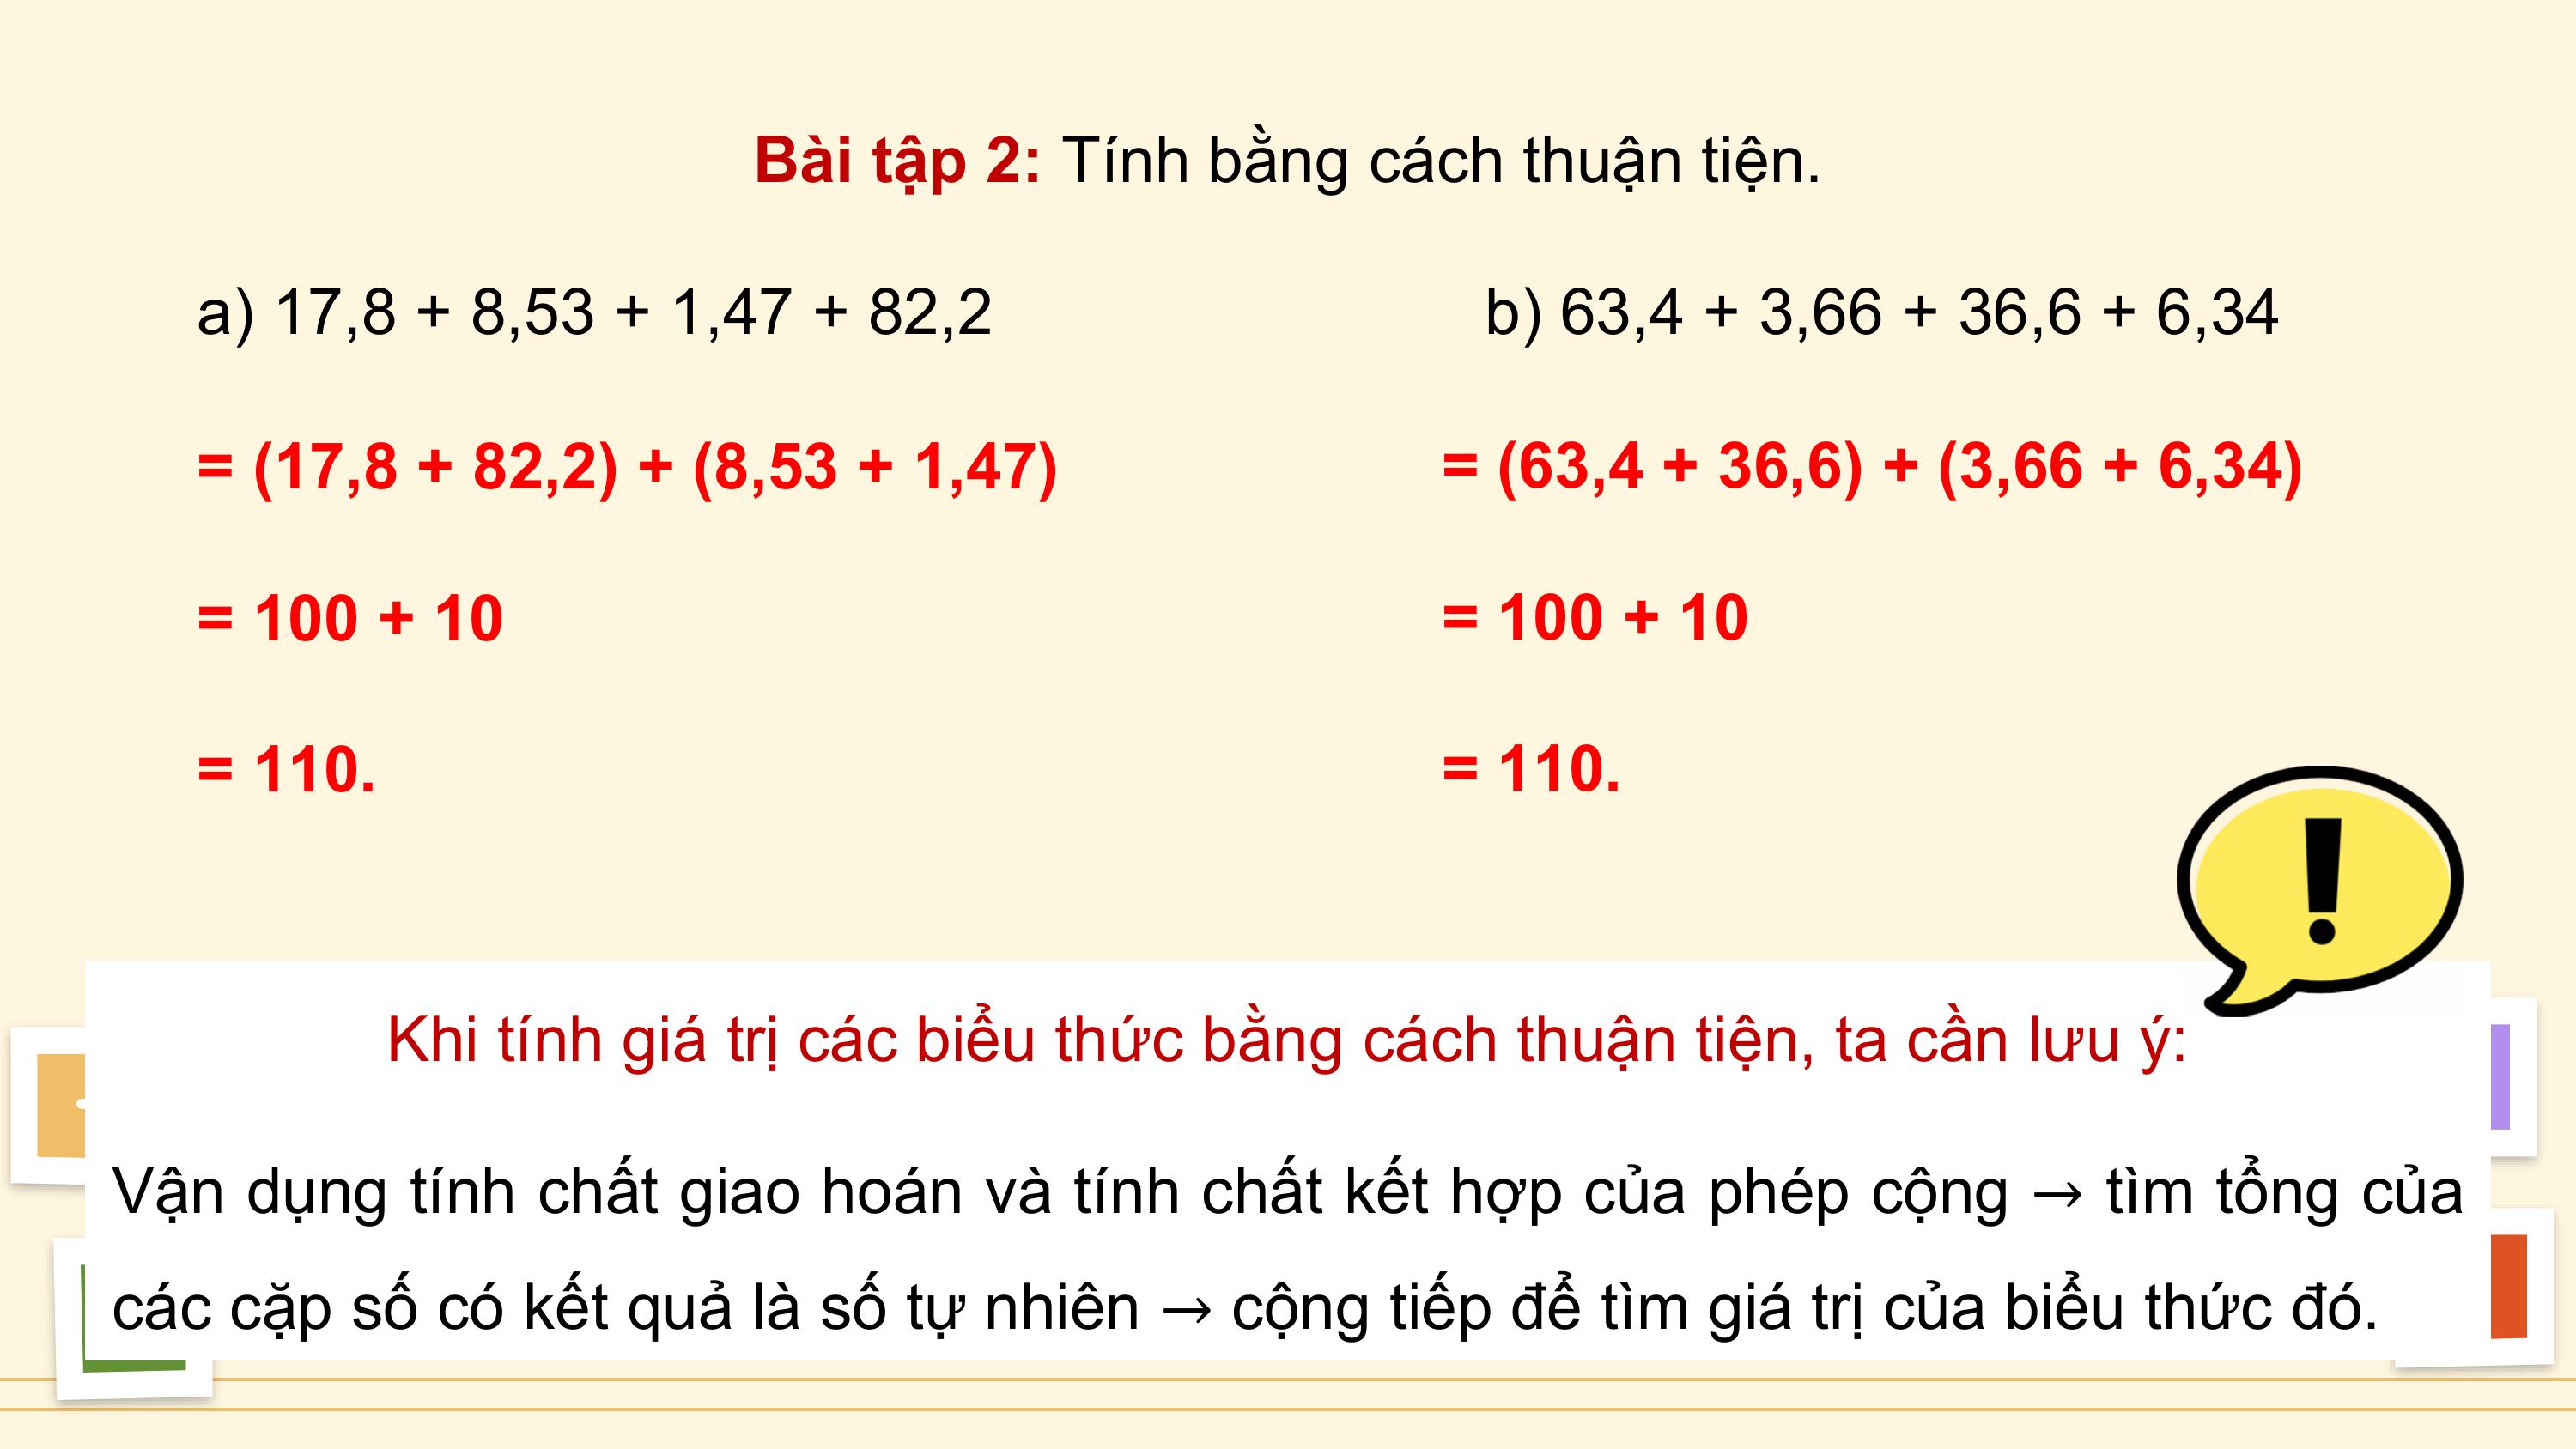 Bài tập 2: Tính bằng cách thuận tiện.
a) 17,8 + 8,53 + 1,47 + 82,2
= (17,8 + 82,2) + (8,53 + 1,47)
= 100 + 10
= 110.
b) 63,4 + 3,66 + 36,6 + 6,34
= (63,4 + 36,6) + (3,66 + 6,34)
= 100 + 10
= 110.
!
Khi tính giá trị các biểu thức bằng cách thuận tiện, ta cần lưu ý:
Vận dụng tính chất giao hoán và tính chất kết hợp của phép cộng → tìm tổng của
các cặp số có kết quả là số tự nhiên → cộng tiếp để tìm giá trị của biểu thức đó.